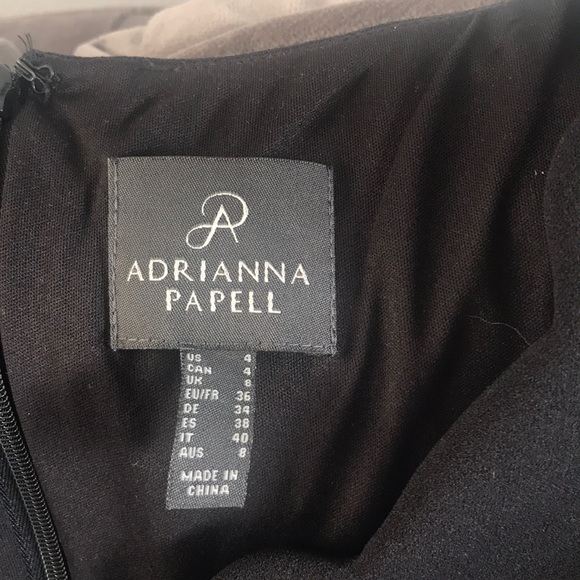 ADRIANNA
PAPELL
US 4
CAN 4
UK 8
EU/FR 36
DE 34
ES 38
IT 40
AUS 8
MADE IN
CHINA